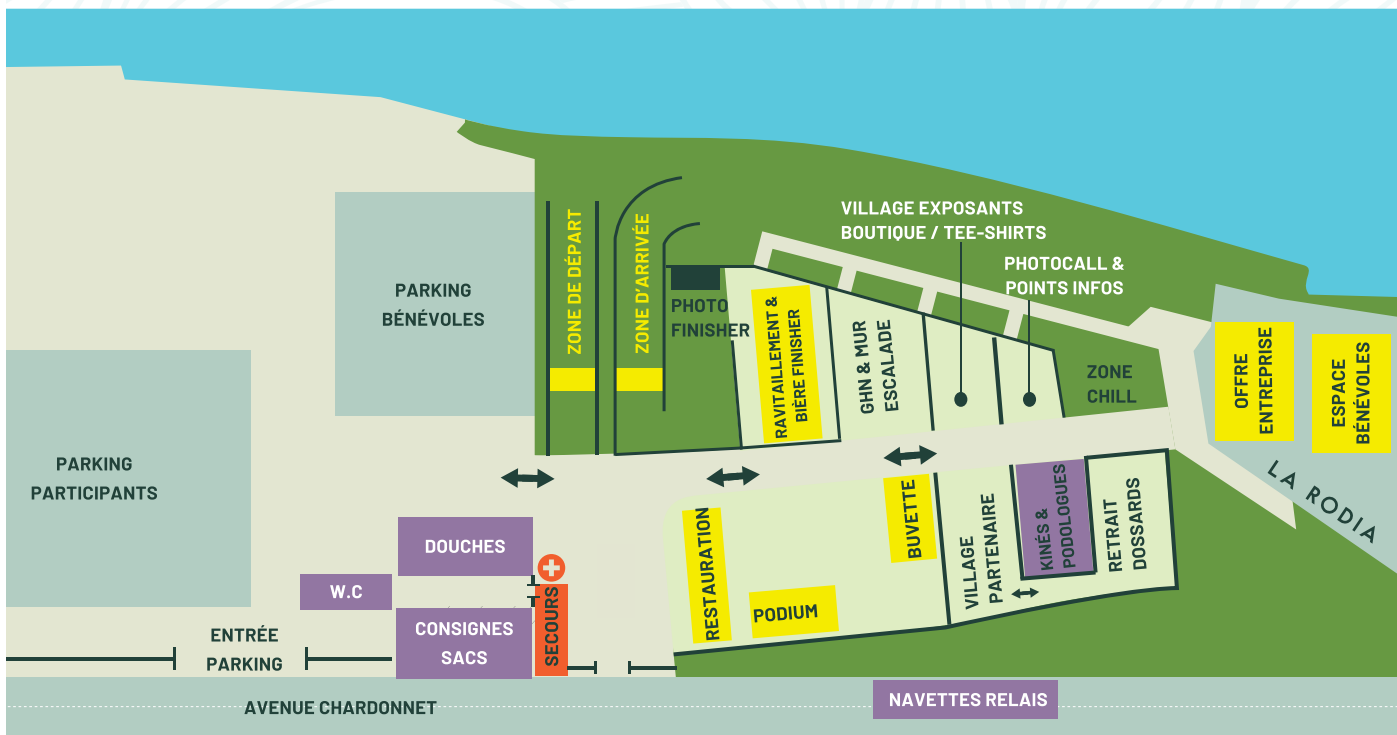 VILLAGE EXPOSANTS
BOUTIQUE / TEE-SHIRTS
PHOTOCALL &
POINTS INFOS
PARKING
BÉNÉVOLES
ZONE DE DÉPART
ZONE D'ARRIVÉE
PHOTO
FINISHER
RAVITAILLEMENT &
BIÈRE FINISHER
GHN & MUR
ESCALADE
ZONE
CHILL
OFFRE
ENTREPRISE
ESPACE
BÉNÉVOLES
LA RODIA
PARKING
PARTICIPANTS
DOUCHES
W.C
CONSIGNES
SACS
SECOURS
RESTAURATION
PODIUM
BUVETTE
VILLAGE
PARTENAIRE
KINÉS &
PODOLOGUES
RETRAIT
DOSSARDS
ENTRÉE
PARKING
AVENUE CHARDONNET
NAVETTES RELAIS